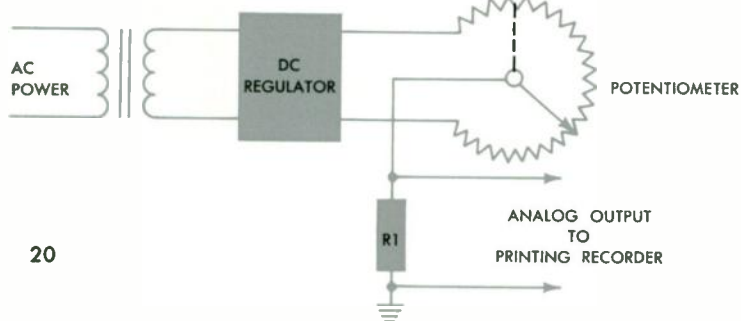 AC
POWER
DC
REGULATOR
POTENTIOMETER
R1
ANALOG OUTPUT
TO
PRINTING RECORDER
20